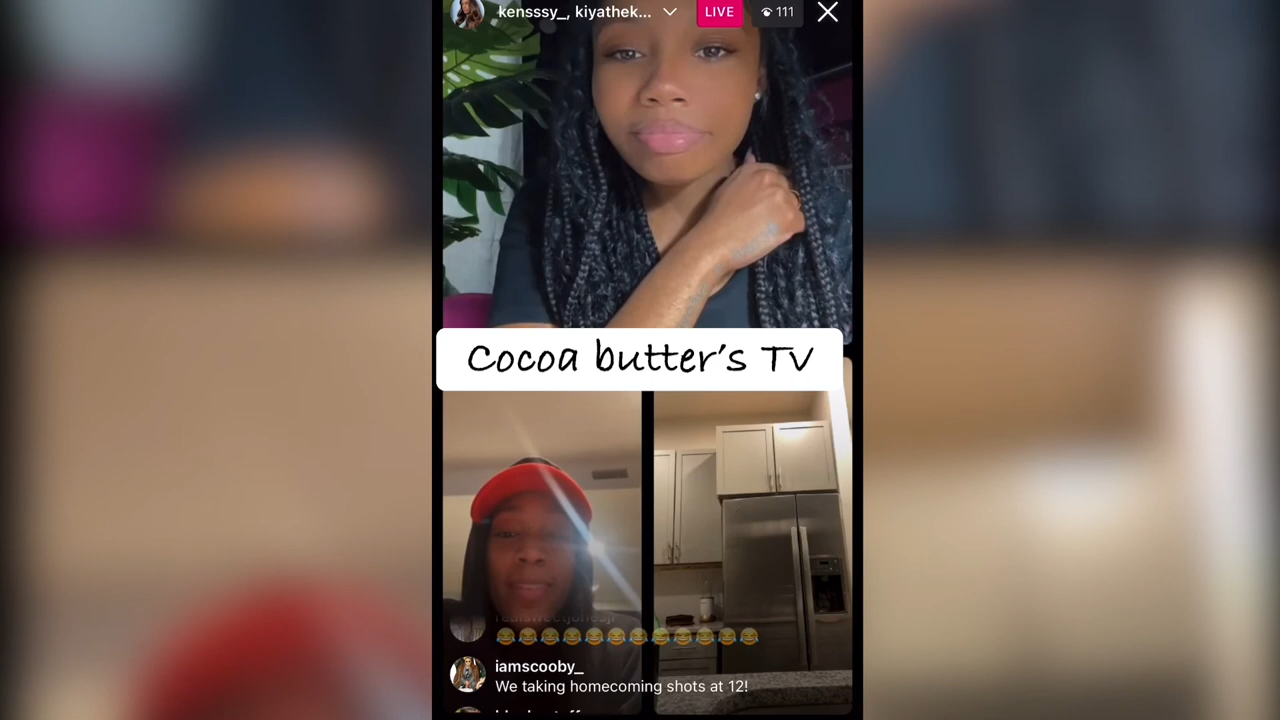 kensssy_, kiyathek...
LIVE
111
Cocoa butter's TV
😂😂😂😂😂😂😂😂😂😂😂😂
iamscooby_
We taking homecoming shots at 12!